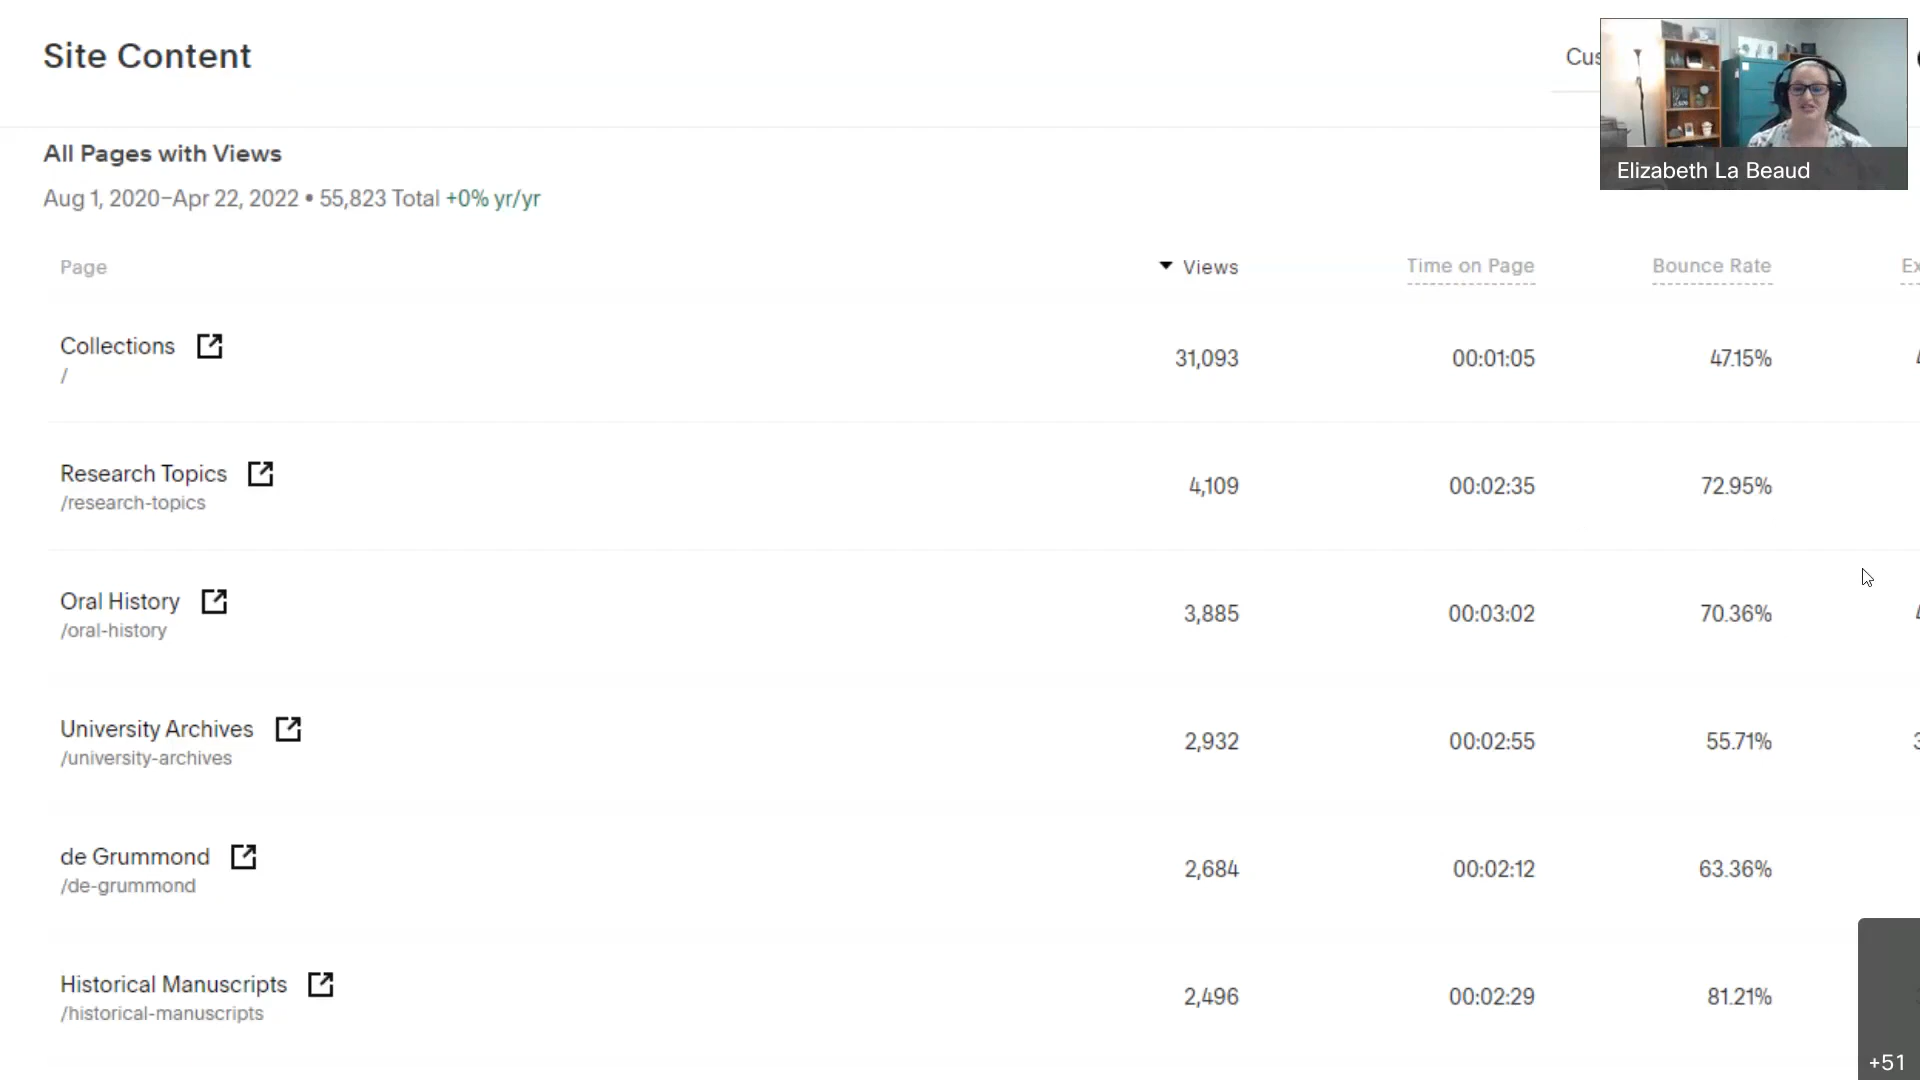 Site Content
Elizabeth La Beaud
All Pages with Views
Aug 1, 2020–Apr 22, 2022 • 55,823 Total +0% yr/yr
Page Views Time on Page Bounce Rate
Collections
/
31,093 00:01:05 47.15%
Research Topics
/research-topics
4,109 00:02:35 72.95%
Oral History
/oral-history
3,885 00:03:02 70.36%
University Archives
/university-archives
2,932 00:02:55 55.71%
de Grummond
/de-grummond
2,684 00:02:12 63.36%
Historical Manuscripts
/historical-manuscripts
2,496 00:02:29 81.21%
+51